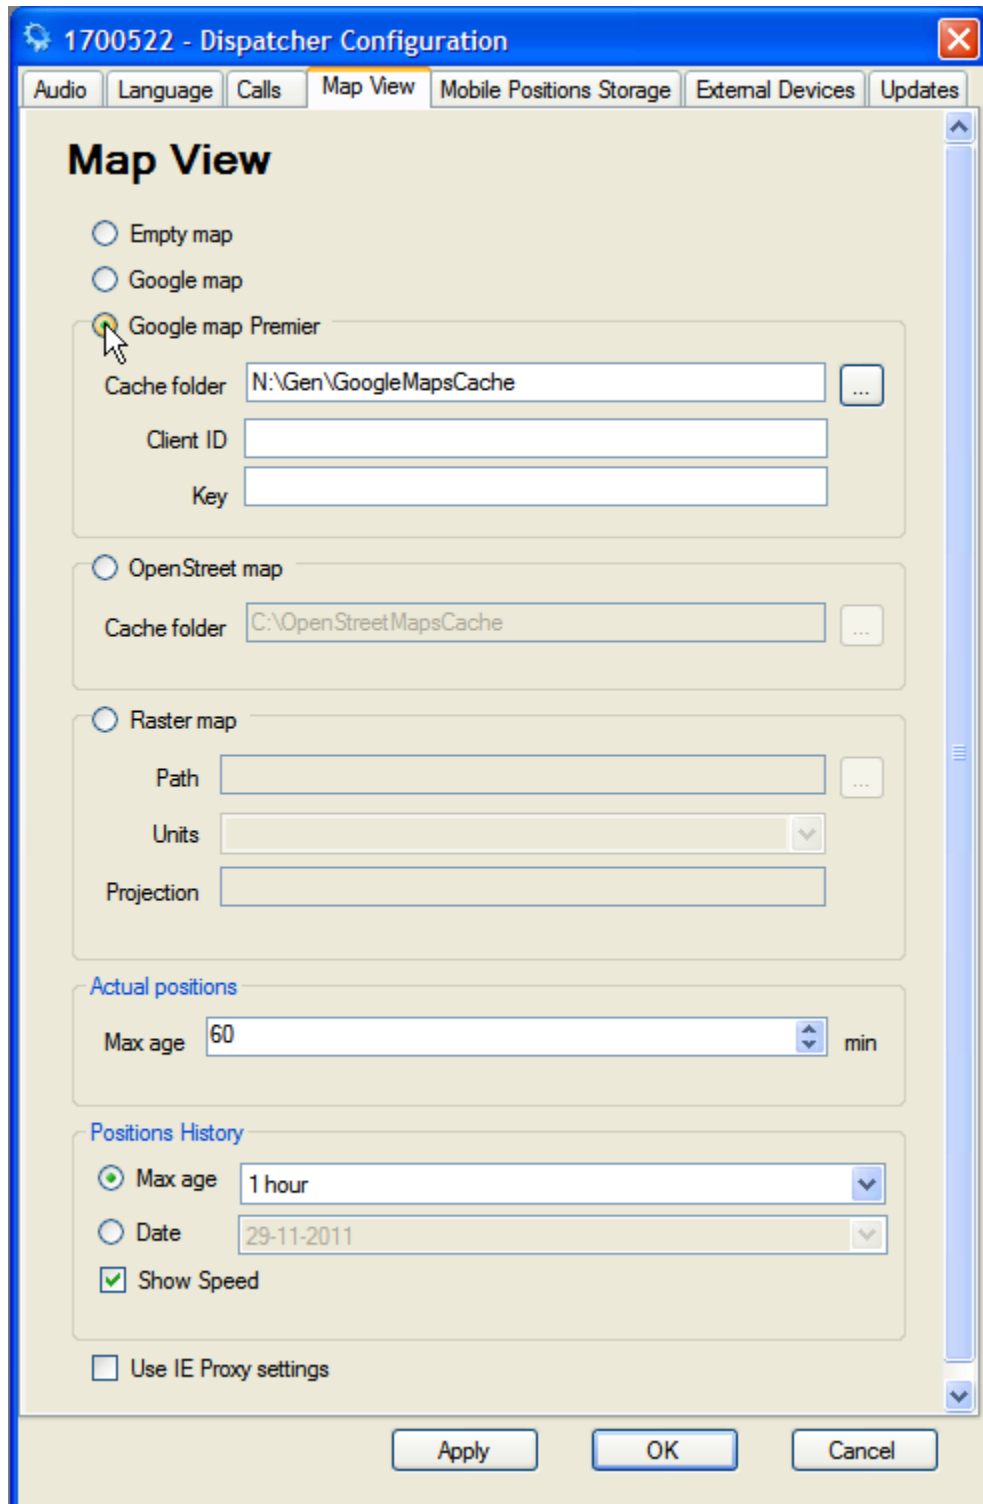 1700522 - Dispatcher Configuration
Audio Language Calls Map View Mobile Positions Storage External Devices Updates
Map View
Empty map
Google map
Google map Premier
Cache folder N:\Gen\GoogleMapsCache ...
Client ID
Key
OpenStreet map
Cache folder C:\OpenStreetMapsCache ...
Raster map
Path ...
Units
Projection
Actual positions
Max age 60 min
Positions History
Max age 1 hour
Date 29-11-2011
Show Speed
Use IE Proxy settings
Apply OK Cancel